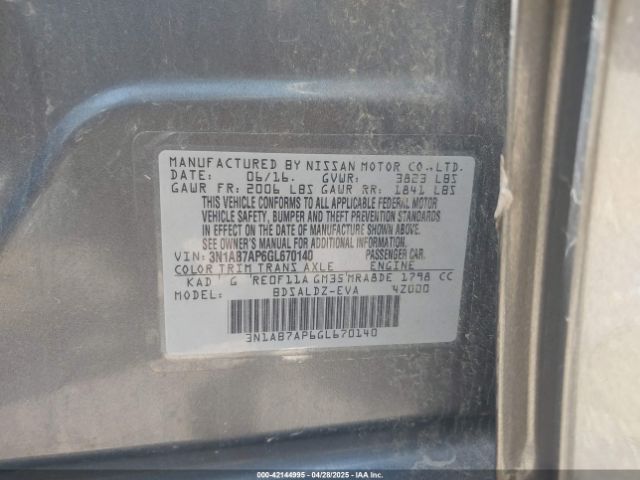 MANUFACTURED BY NISSAN MOTOR CO.,LTD.
DATE: 06/16. GVWR: 3823 LBS
GAWR FR: 2006 LBS GAWR RR: 1841 LBS
THIS VEHICLE CONFORMS TO ALL APPLICABLE FEDERAL MOTOR
VEHICLE SAFETY, BUMPER AND THEFT PREVENTION STANDARDS
IN EFFECT ON THE DATE OF MANUFACTURE SHOWN ABOVE.
SEE OWNER'S MANUAL FOR ADDITIONAL INFORMATION.
VIN: 3N1AB7AP6GL670140 PASSENGER CAR.
COLOR TRIM TRANS AXLE ENGINE
KAD G RE0F11A GM35 MRA8DE 1798 CC
MODEL: BDSALDZ-EVA 4Z000
3N1AB7AP6GL670140
000-42144995 04/28/2025 IAAI.COM